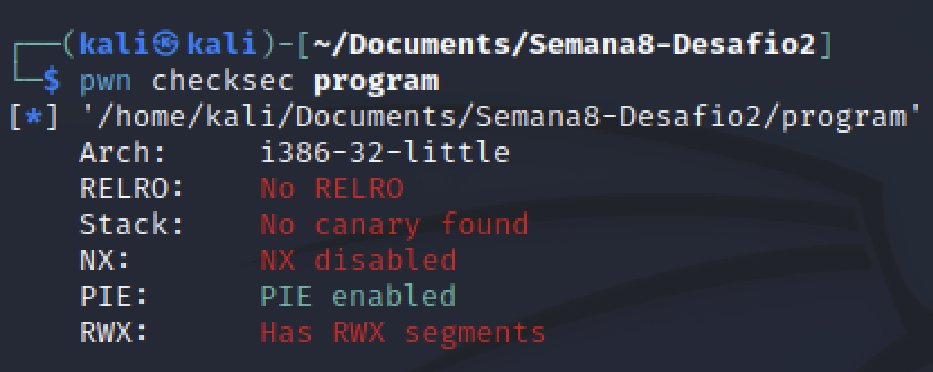 ┌──(kali㉿kali)-[~/Documents/Semana8-Desafio2]
└─$ pwn checksec program
[*] '/home/kali/Documents/Semana8-Desafio2/program'
    Arch:     i386-32-little
    RELRO:    No RELRO
    Stack:    No canary found
    NX:       NX disabled
    PIE:      PIE enabled
    RWX:      Has RWX segments